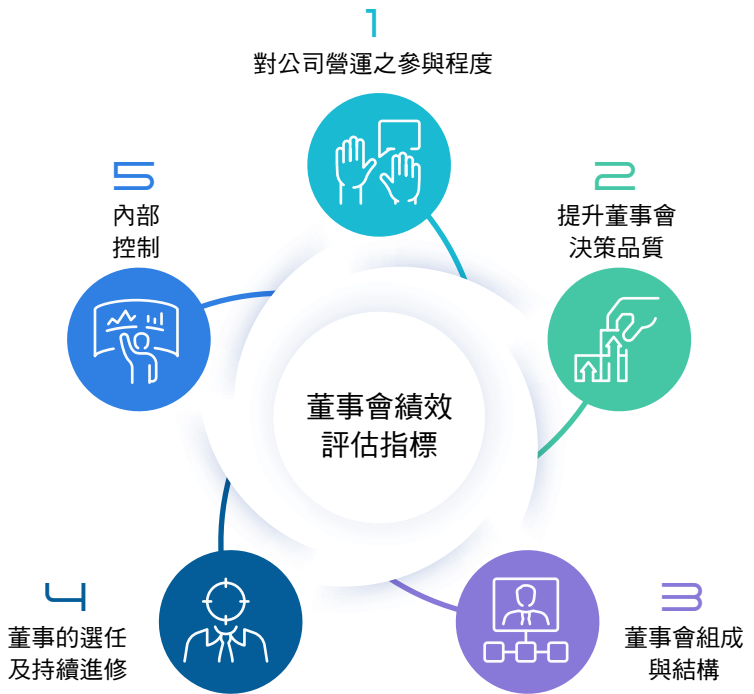 1
對公司營運之參與程度
2
提升董事會
決策品質
3
董事會組成
與結構
4
董事的選任
及持續進修
5
內部
控制
董事會績效
評估指標